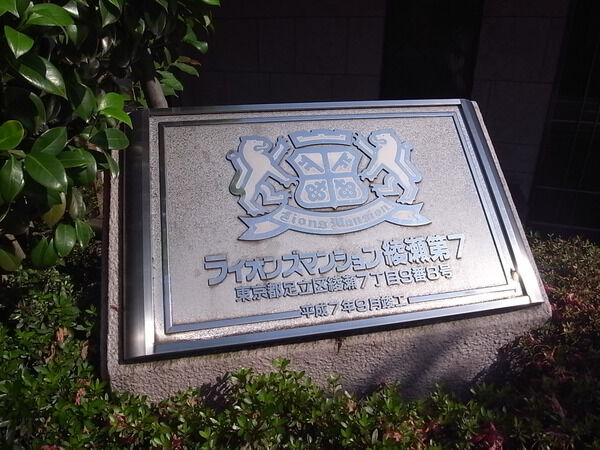 Lions Mansion
ライオンズマンション綾瀬第7
東京都足立区綾瀬7丁目9番8号
平成7年9月竣工